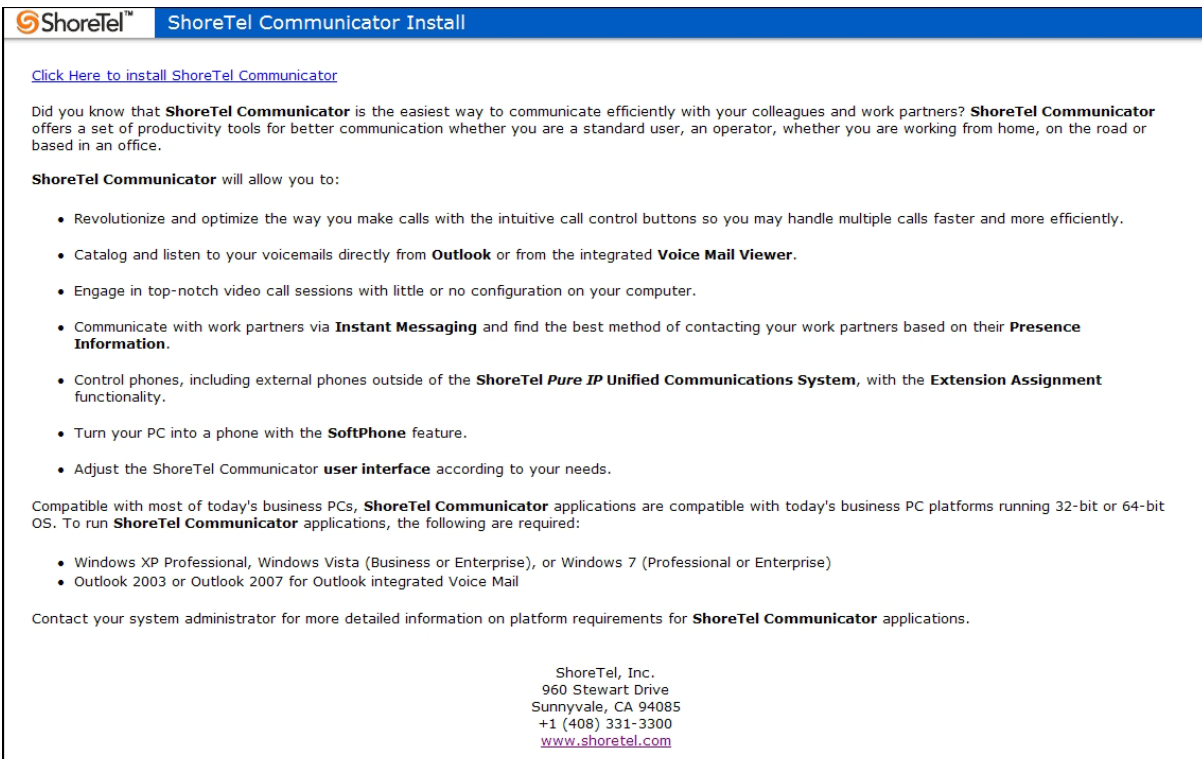 ShoreTel™ ShoreTel Communicator Install
Click Here to install ShoreTel Communicator
Did you know that ShoreTel Communicator is the easiest way to communicate efficiently with your colleagues and work partners? ShoreTel Communicator
offers a set of productivity tools for better communication whether you are a standard user, an operator, whether you are working from home, on the road or
based in an office.
ShoreTel Communicator will allow you to:
• Revolutionize and optimize the way you make calls with the intuitive call control buttons so you may handle multiple calls faster and more efficiently.
• Catalog and listen to your voicemails directly from Outlook or from the integrated Voice Mail Viewer.
• Engage in top-notch video call sessions with little or no configuration on your computer.
• Communicate with work partners via Instant Messaging and find the best method of contacting your work partners based on their Presence
Information.
• Control phones, including external phones outside of the ShoreTel Pure IP Unified Communications System, with the Extension Assignment
functionality.
• Turn your PC into a phone with the SoftPhone feature.
• Adjust the ShoreTel Communicator user interface according to your needs.
Compatible with most of today's business PCs, ShoreTel Communicator applications are compatible with today's business PC platforms running 32-bit or 64-bit
OS. To run ShoreTel Communicator applications, the following are required:
• Windows XP Professional, Windows Vista (Business or Enterprise), or Windows 7 (Professional or Enterprise)
• Outlook 2003 or Outlook 2007 for Outlook integrated Voice Mail
Contact your system administrator for more detailed information on platform requirements for ShoreTel Communicator applications.
ShoreTel, Inc.
960 Stewart Drive
Sunnyvale, CA 94085
+1 (408) 331-3300
www.shoretel.com